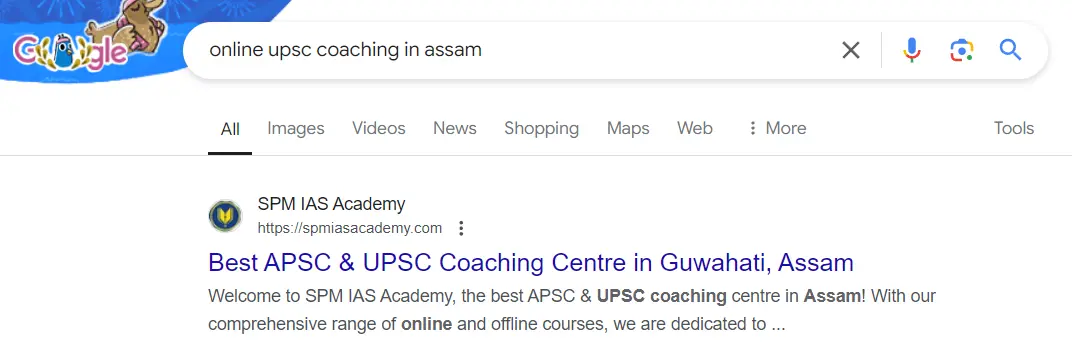 Google
online upsc coaching in assam
All Images Videos News Shopping Maps Web More Tools
SPM IAS Academy
https://spmiasacademy.com
Best APSC & UPSC Coaching Centre in Guwahati, Assam
Welcome to SPM IAS Academy, the best APSC & UPSC coaching centre in Assam! With our
comprehensive range of online and offline courses, we are dedicated to ...